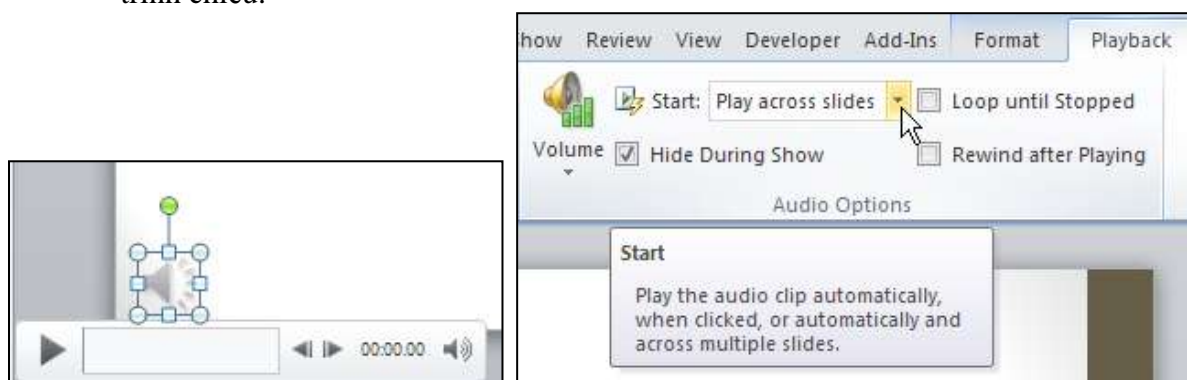 how Review View Developer Add-Ins Format Playback
Start: Play across slides Loop until Stopped
Volume Hide During Show Rewind after Playing
Audio Options
Start
Play the audio clip automatically,
when clicked, or automatically and
across multiple slides.
00:00.00